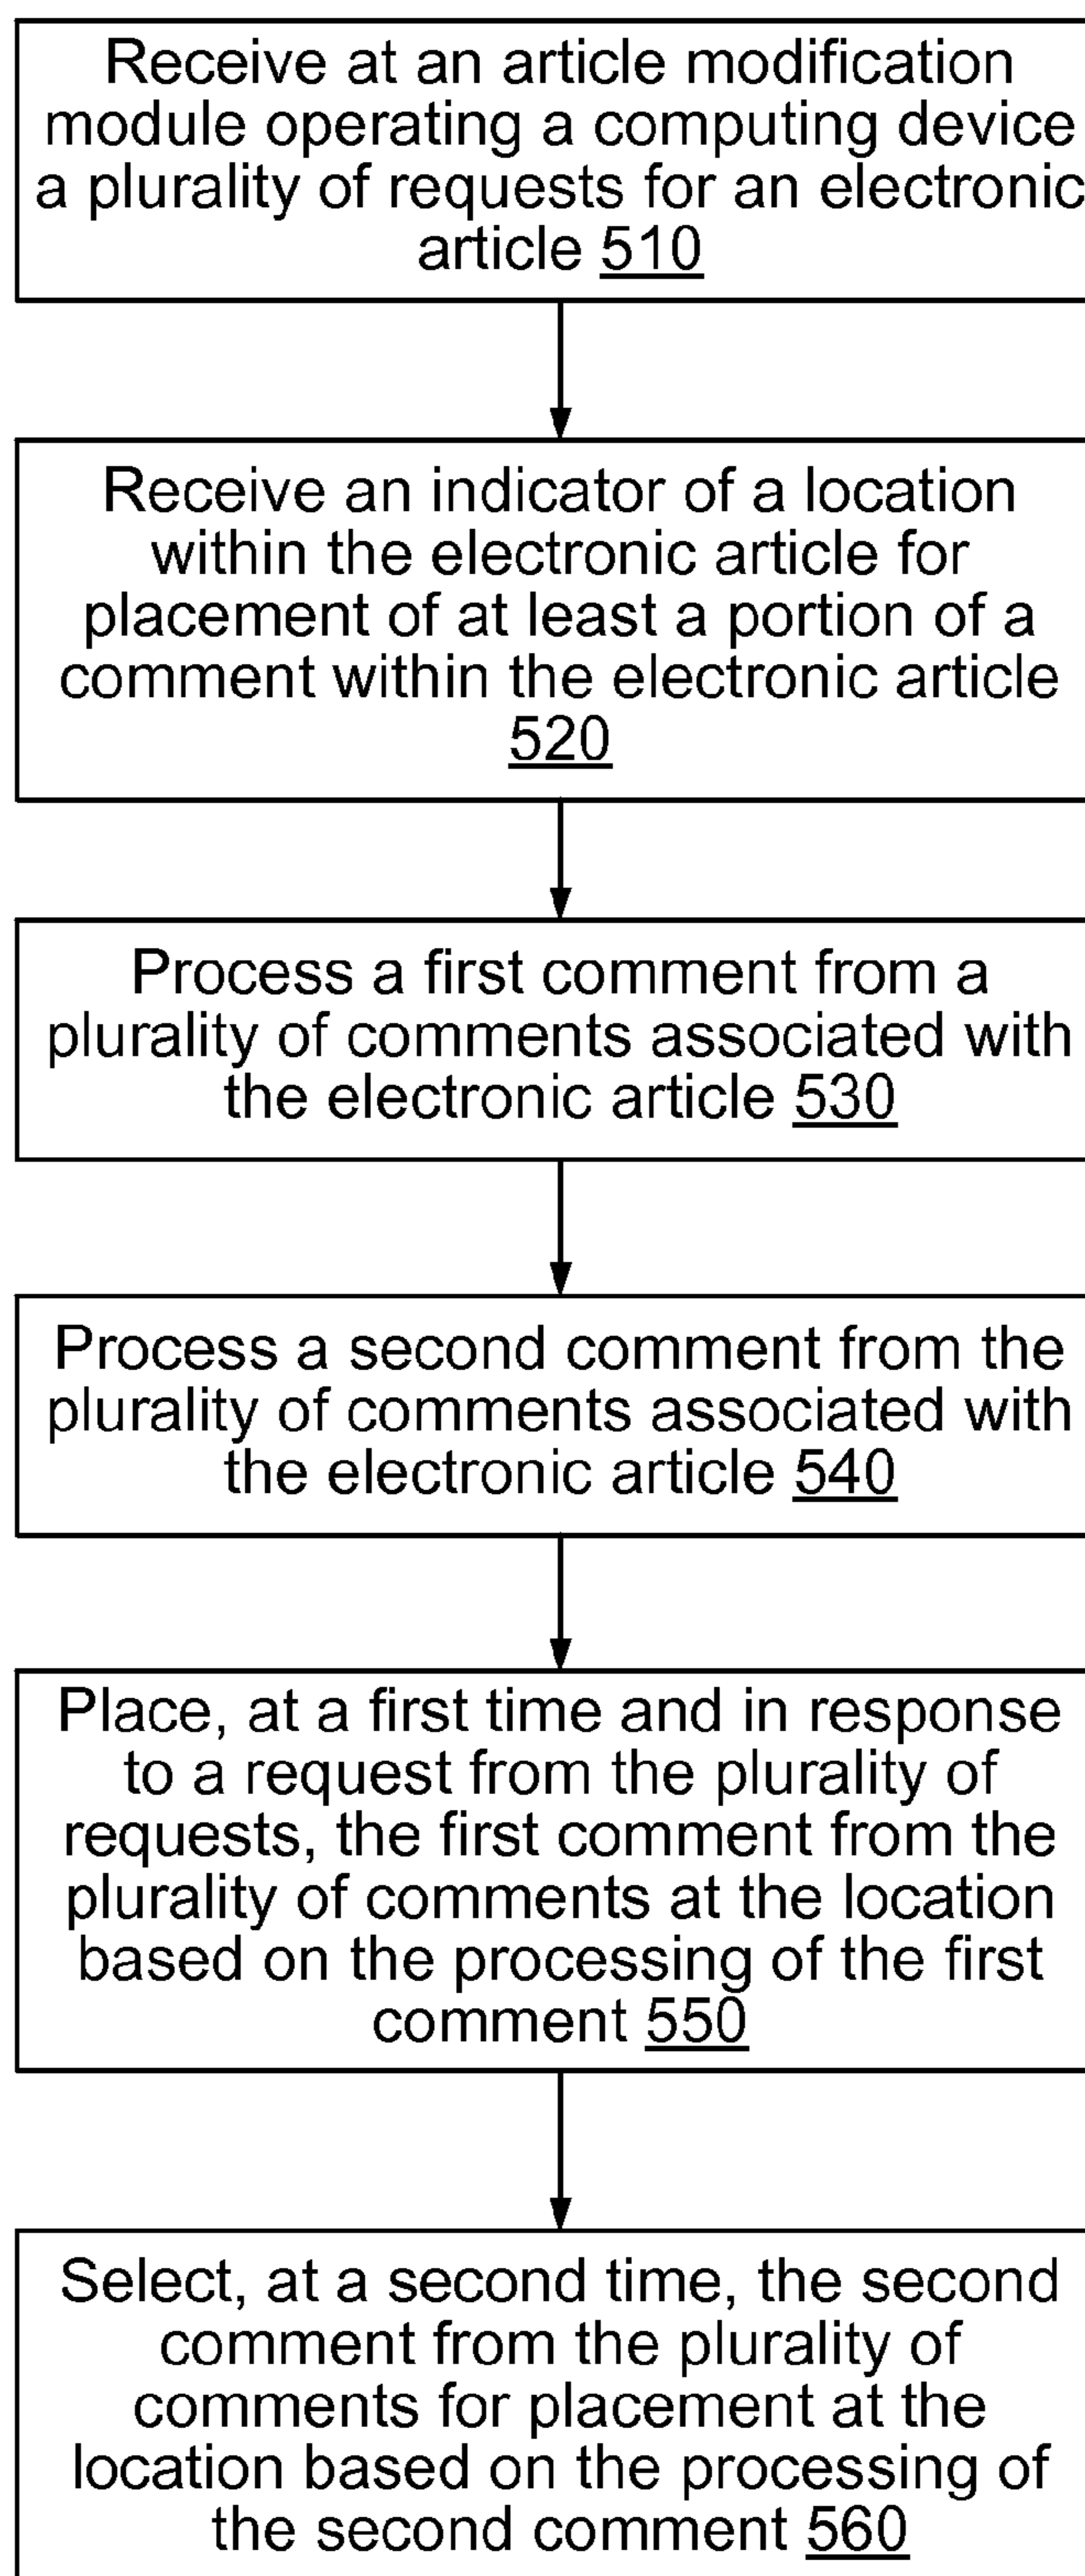 Receive at an article modification
module operating a computing device
a plurality of requests for an electronic
article 510
Receive an indicator of a location
within the electronic article for
placement of at least a portion of a
comment within the electronic article
520
Process a first comment from a
plurality of comments associated with
the electronic article 530
Process a second comment from the
plurality of comments associated with
the electronic article 540
Place, at a first time and in response
to a request from the plurality of
requests, the first comment from the
plurality of comments at the location
based on the processing of the first
comment 550
Select, at a second time, the second
comment from the plurality of
comments for placement at the
location based on the processing of
the second comment 560